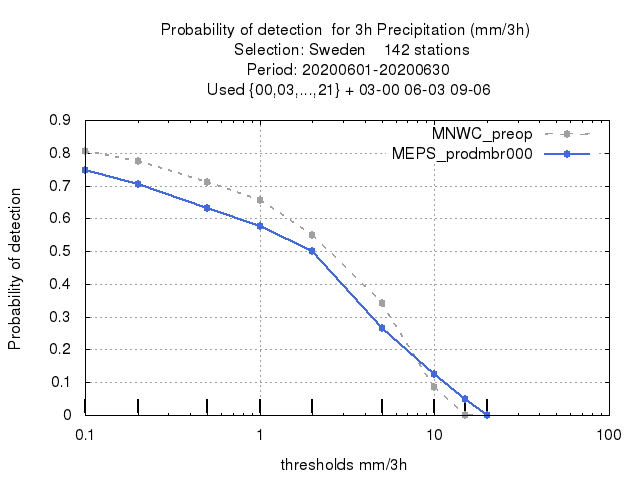 Probability of detection  for 3h Precipitation (mm/3h)
Selection: Sweden    142 stations
Period: 20200601-20200630
Used {00,03,...,21} + 03-00 06-03 09-06
MNWC_preop
MEPS_prodmbr000
Probability of detection
0.9
0.8
0.7
0.6
0.5
0.4
0.3
0.2
0.1
0
0.1 1 10 100
thresholds mm/3h